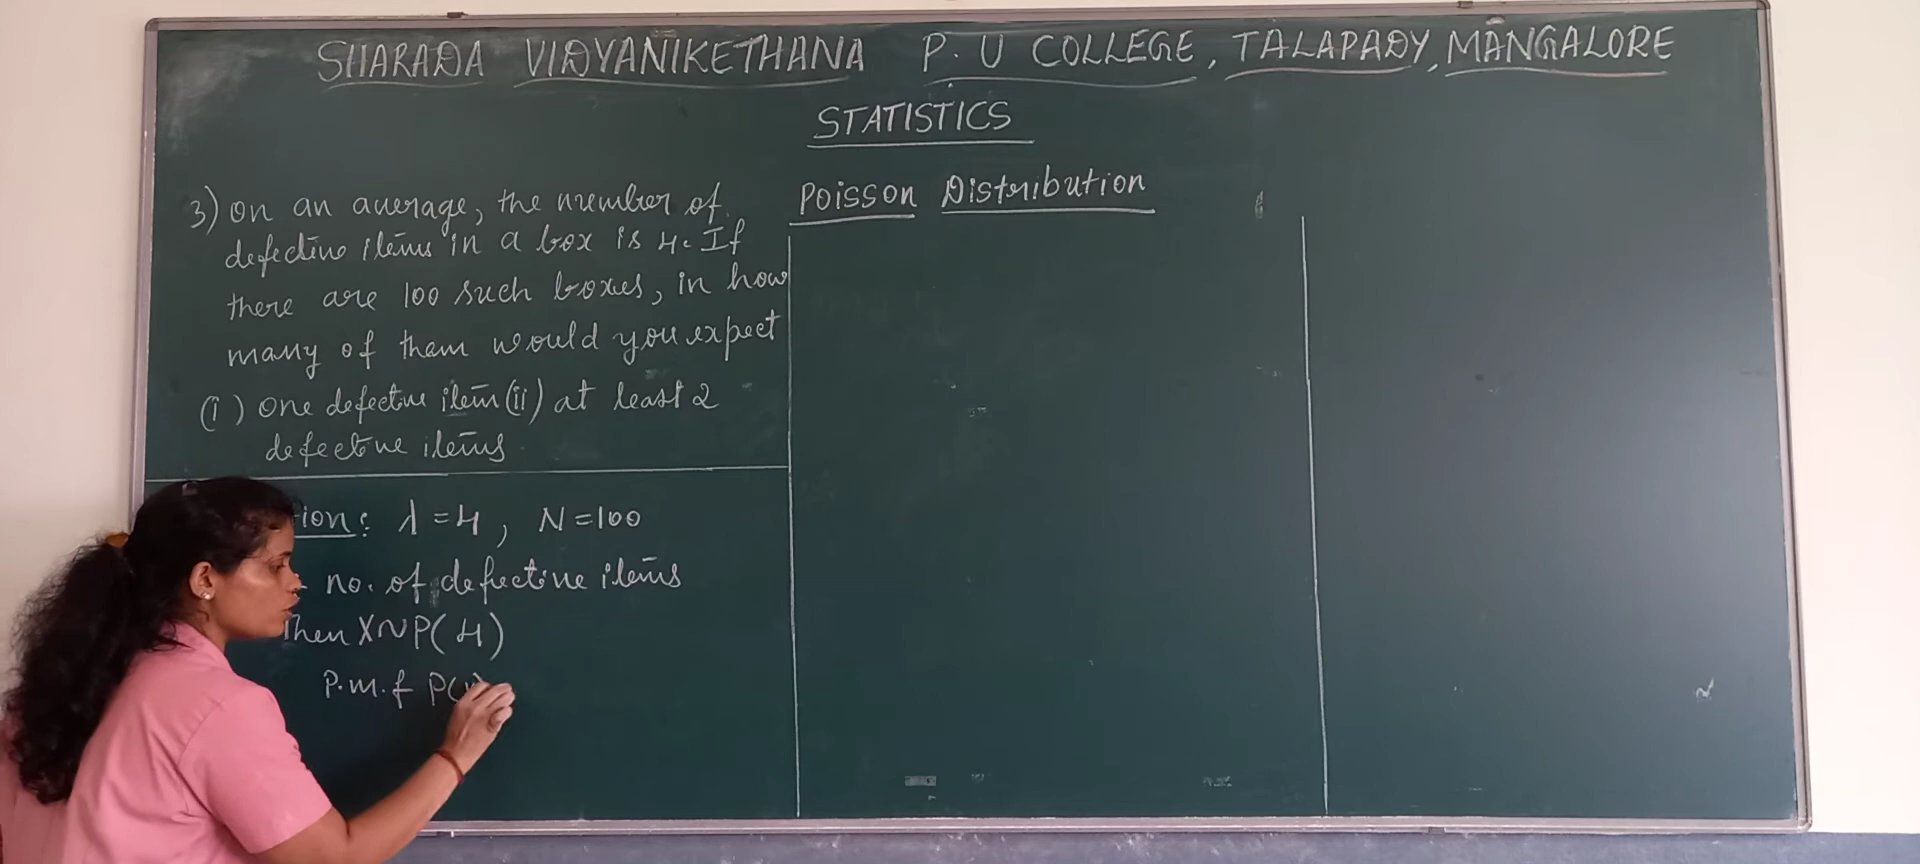 SHARADA VIDYANIKETHANA P. U COLLEGE, TALAPADY, MANGALORE
STATISTICS
Poisson Distribution
3) On an average, the number of
defective items in a box is 4. If
there are 100 such boxes, in how
many of them would you expect
(i) One defective item (ii) at least 2
defective items
ion: λ = 4, N = 100
no. of defective items
Then X~P(4)
P.m.f P(